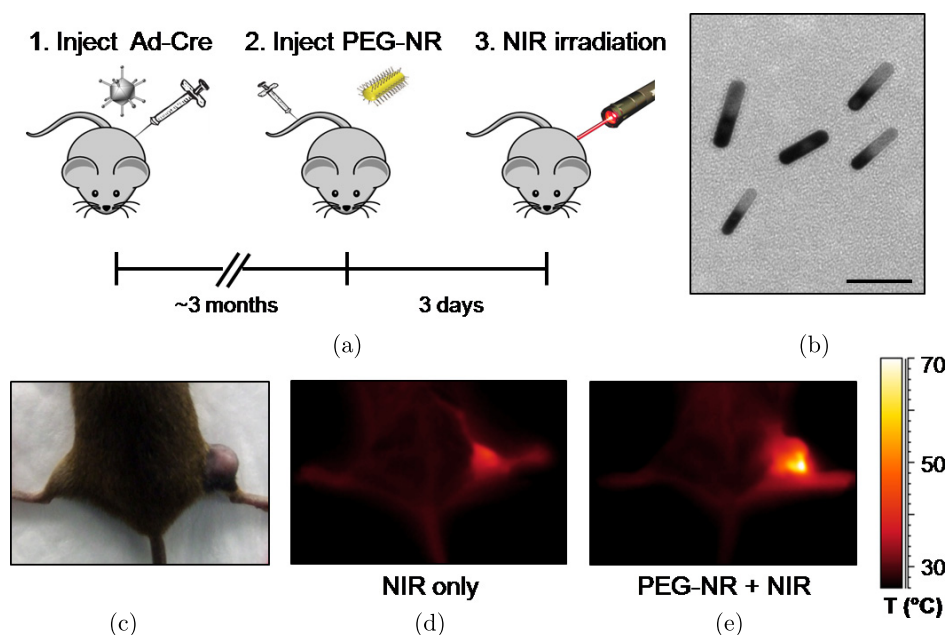 1. Inject Ad-Cre 2. Inject PEG-NR 3. NIR irradiation
~3 months 3 days
(a) (b)
70
50
30
T (ºC)
NIR only PEG-NR + NIR
(c) (d) (e)